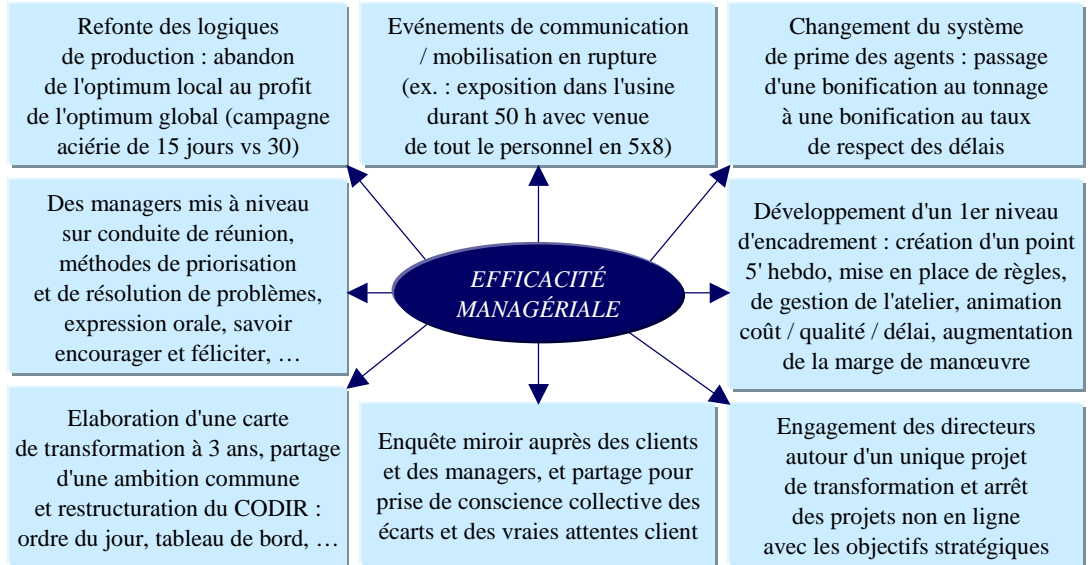 Refonte des logiques
de production : abandon
de l'optimum local au profit
de l'optimum global (campagne
aciérie de 15 jours vs 30)
Evénements de communication
/ mobilisation en rupture
(ex. : exposition dans l'usine
durant 50 h avec venue
de tout le personnel en 5x8)
Changement du système
de prime des agents : passage
d'une bonification au tonnage
à une bonification au taux
de respect des délais
Des managers mis à niveau
sur conduite de réunion,
méthodes de priorisation
et de résolution de problèmes,
expression orale, savoir
encourager et féliciter, …
EFFICACITÉ
MANAGÉRIALE
Développement d'un 1er niveau
d'encadrement : création d'un point
5' hebdo, mise en place de règles,
de gestion de l'atelier, animation
coût / qualité / délai, augmentation
de la marge de manœuvre
Elaboration d'une carte
de transformation à 3 ans, partage
d'une ambition commune
et restructuration du CODIR :
ordre du jour, tableau de bord, …
Enquête miroir auprès des clients
et des managers, et partage pour
prise de conscience collective des
écarts et des vraies attentes client
Engagement des directeurs
autour d'un unique projet
de transformation et arrêt
des projets non en ligne
avec les objectifs stratégiques